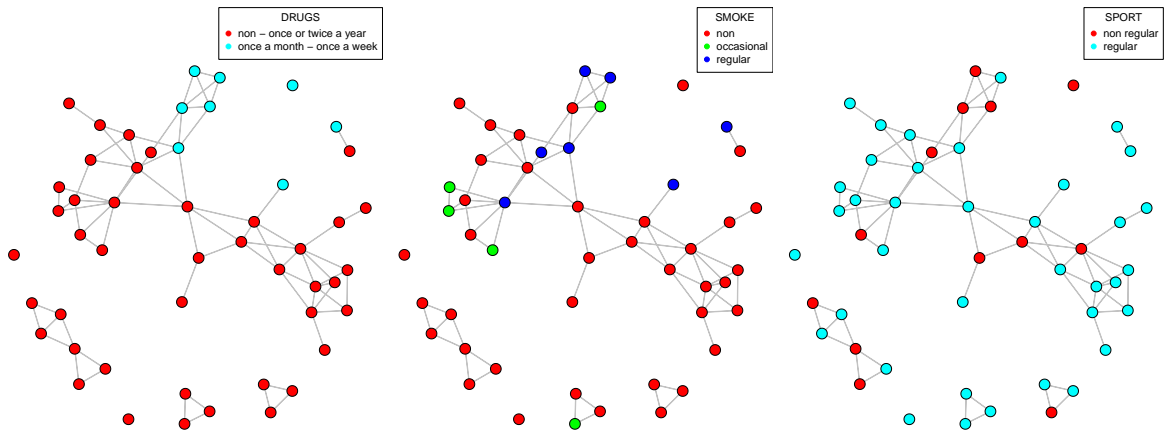 DRUGS
non − once or twice a year
once a month − once a week
SMOKE
non
occasional
regular
SPORT
non regular
regular